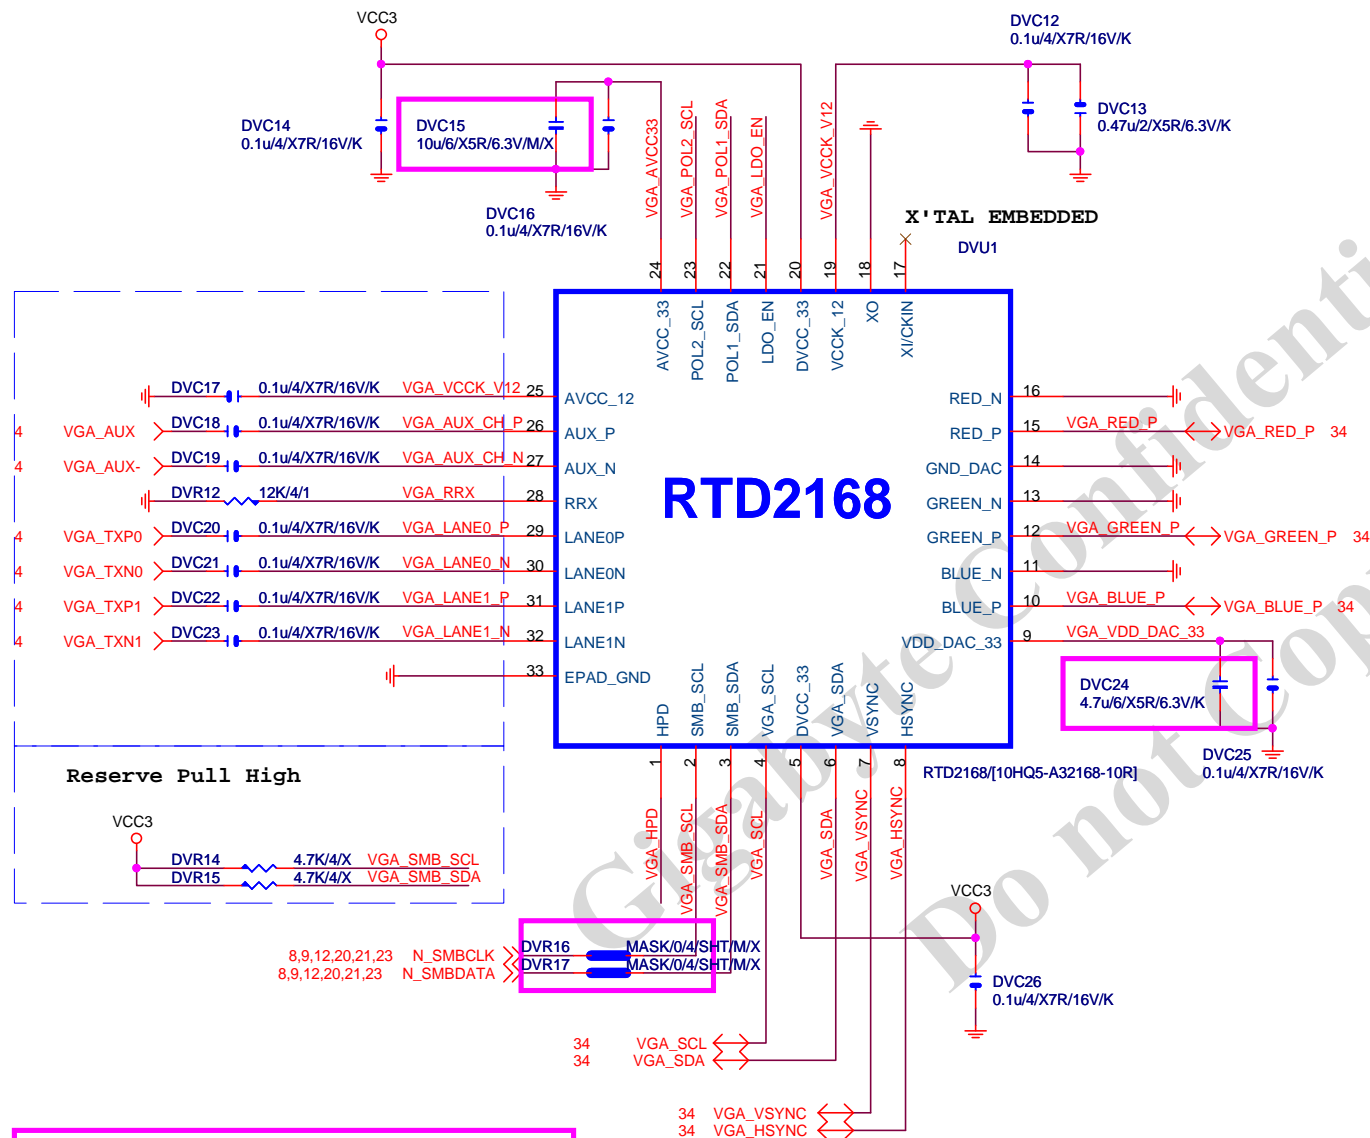 VCC3
DVC12
0.1u/4/X7R/16V/K
DVC14
0.1u/4/X7R/16V/K
DVC15
10u/6/X5R/6.3V/M/X
DVC16
0.1u/4/X7R/16V/K
DVC13
0.47u/2/X5R/6.3V/K
VGA_AVCC33
VGA_POL2_SCL
VGA_POL1_SDA
VGA_LDO_EN
VGA_VCCK_V12
X'TAL EMBEDDED
DVU1
24
23
22
21
20
19
18
17
AVCC_33
POL2_SCL
POL1_SDA
LDO_EN
DVCC_33
VCCK_12
XO
XI/CKIN
DVC17 0.1u/4/X7R/16V/K VGA_VCCK_V12 25 AVCC_12
4 VGA_AUX DVC18 0.1u/4/X7R/16V/K VGA_AUX_CH_P 26 AUX_P
4 VGA_AUX- DVC19 0.1u/4/X7R/16V/K VGA_AUX_CH_N 27 AUX_N
DVR12 12K/4/1 VGA_RRX 28 RRX
4 VGA_TXP0 DVC20 0.1u/4/X7R/16V/K VGA_LANE0_P 29 LANE0P
4 VGA_TXN0 DVC21 0.1u/4/X7R/16V/K VGA_LANE0_N 30 LANE0N
4 VGA_TXP1 DVC22 0.1u/4/X7R/16V/K VGA_LANE1_P 31 LANE1P
4 VGA_TXN1 DVC23 0.1u/4/X7R/16V/K VGA_LANE1_N 32 LANE1N
33 EPAD_GND
RTD2168
RED_N 16
RED_P 15 VGA_RED_P VGA_RED_P 34
GND_DAC 14
GREEN_N 13
GREEN_P 12 VGA_GREEN_P VGA_GREEN_P 34
BLUE_N 11
BLUE_P 10 VGA_BLUE_P VGA_BLUE_P 34
VDD_DAC_33 9 VGA_VDD_DAC_33
DVC24
4.7u/6/X5R/6.3V/K
DVC25
0.1u/4/X7R/16V/K
HPD
SMB_SCL
SMB_SDA
VGA_SCL
DVCC_33
VGA_SDA
VSYNC
HSYNC
1
2
3
4
5
6
7
8
RTD2168/[10HQ5-A32168-10R]
VGA_HPD
VGA_SMB_SCL
VGA_SMB_SDA
VGA_SCL
VGA_SDA
VGA_VSYNC
VGA_HSYNC
Reserve Pull High
VCC3
DVR14 4.7K/4/X VGA_SMB_SCL
DVR15 4.7K/4/X VGA_SMB_SDA
8,9,12,20,21,23 N_SMBCLK DVR16 MASK/0/4/SHT/M/X
8,9,12,20,21,23 N_SMBDATA DVR17 MASK/0/4/SHT/M/X
VCC3
DVC26
0.1u/4/X7R/16V/K
34 VGA_SCL
34 VGA_SDA
34 VGA_VSYNC
34 VGA_HSYNC
Gigabyte Confidenti
Do not Cop